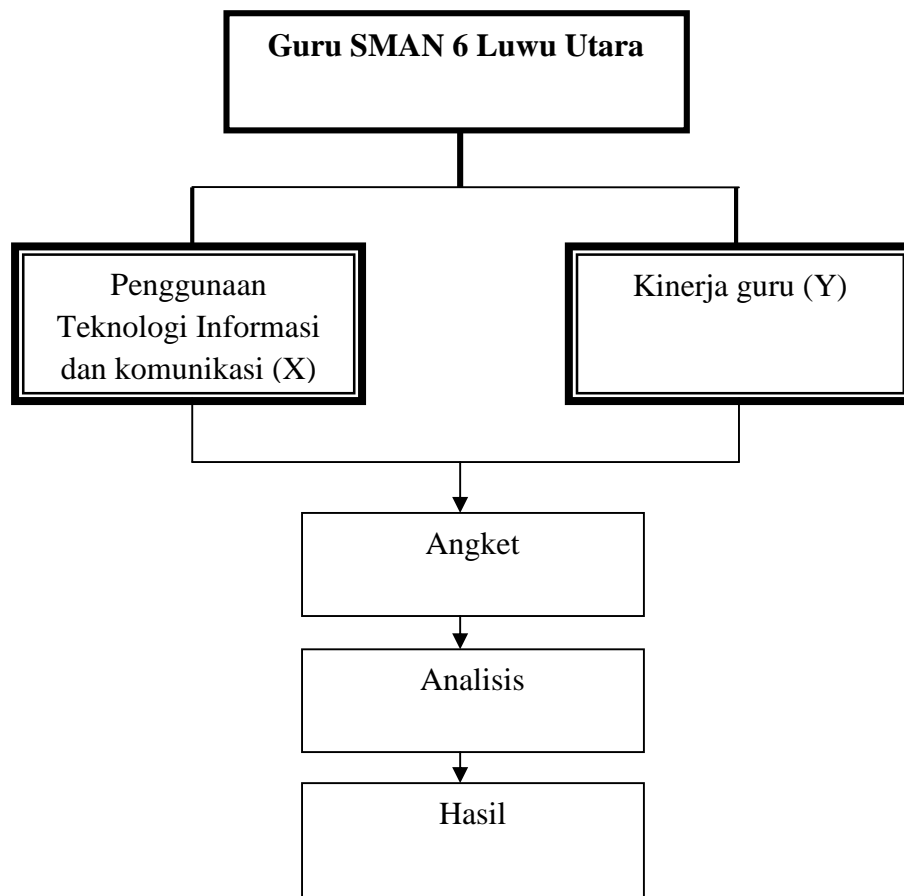 Guru SMAN 6 Luwu Utara
Penggunaan
Teknologi Informasi
dan komunikasi (X)
Kinerja guru (Y)
Angket
Analisis
Hasil